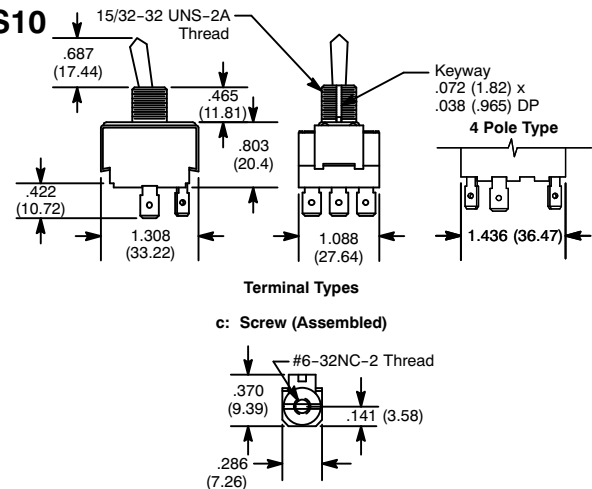 S10
15/32-32 UNS-2A
Thread
.687
(17.44)
.465
(11.81)
.803
(20.4)
.422
(10.72)
1.308
(33.22)
Keyway
.072 (1.82) x
.038 (.965) DP
4 Pole Type
1.088
(27.64)
1.436 (36.47)
Terminal Types
c: Screw (Assembled)
#6-32NC-2 Thread
.370
(9.39)
.141 (3.58)
.286
(7.26)